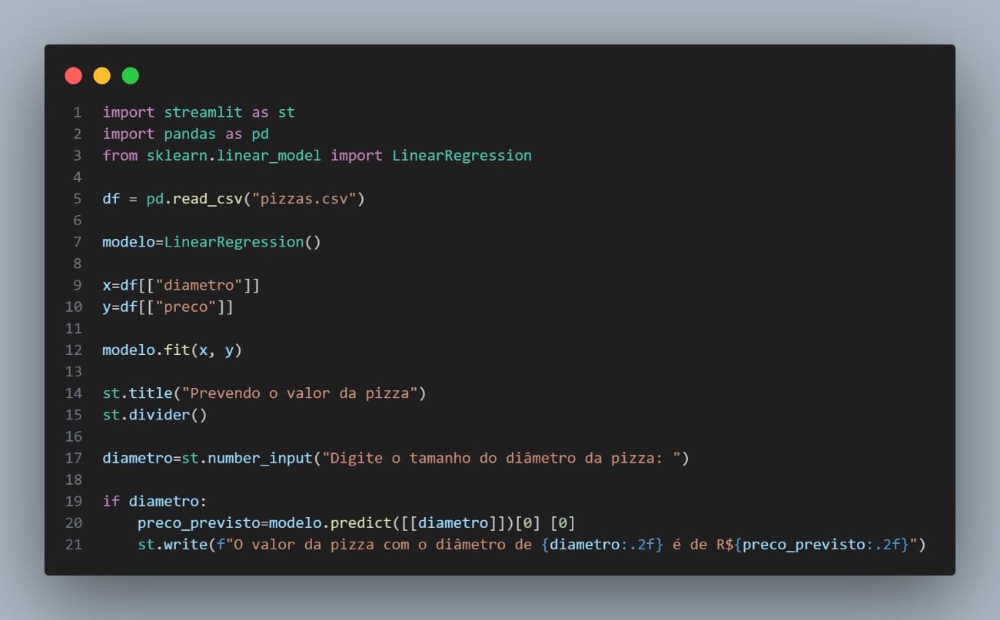 1 import streamlit as st
2 import pandas as pd
3 from sklearn.linear_model import LinearRegression
4
5 df = pd.read_csv("pizzas.csv")
6
7 modelo=LinearRegression()
8
9 x=df[["diametro"]]
10 y=df[["preco"]]
11
12 modelo.fit(x, y)
13
14 st.title("Prevendo o valor da pizza")
15 st.divider()
16
17 diametro=st.number_input("Digite o tamanho do diâmetro da pizza: ")
18
19 if diametro:
20     preco_previsto=modelo.predict([[diametro]])[0] [0]
21     st.write(f"O valor da pizza com o diâmetro de {diametro:.2f} é de R${preco_previsto:.2f}")